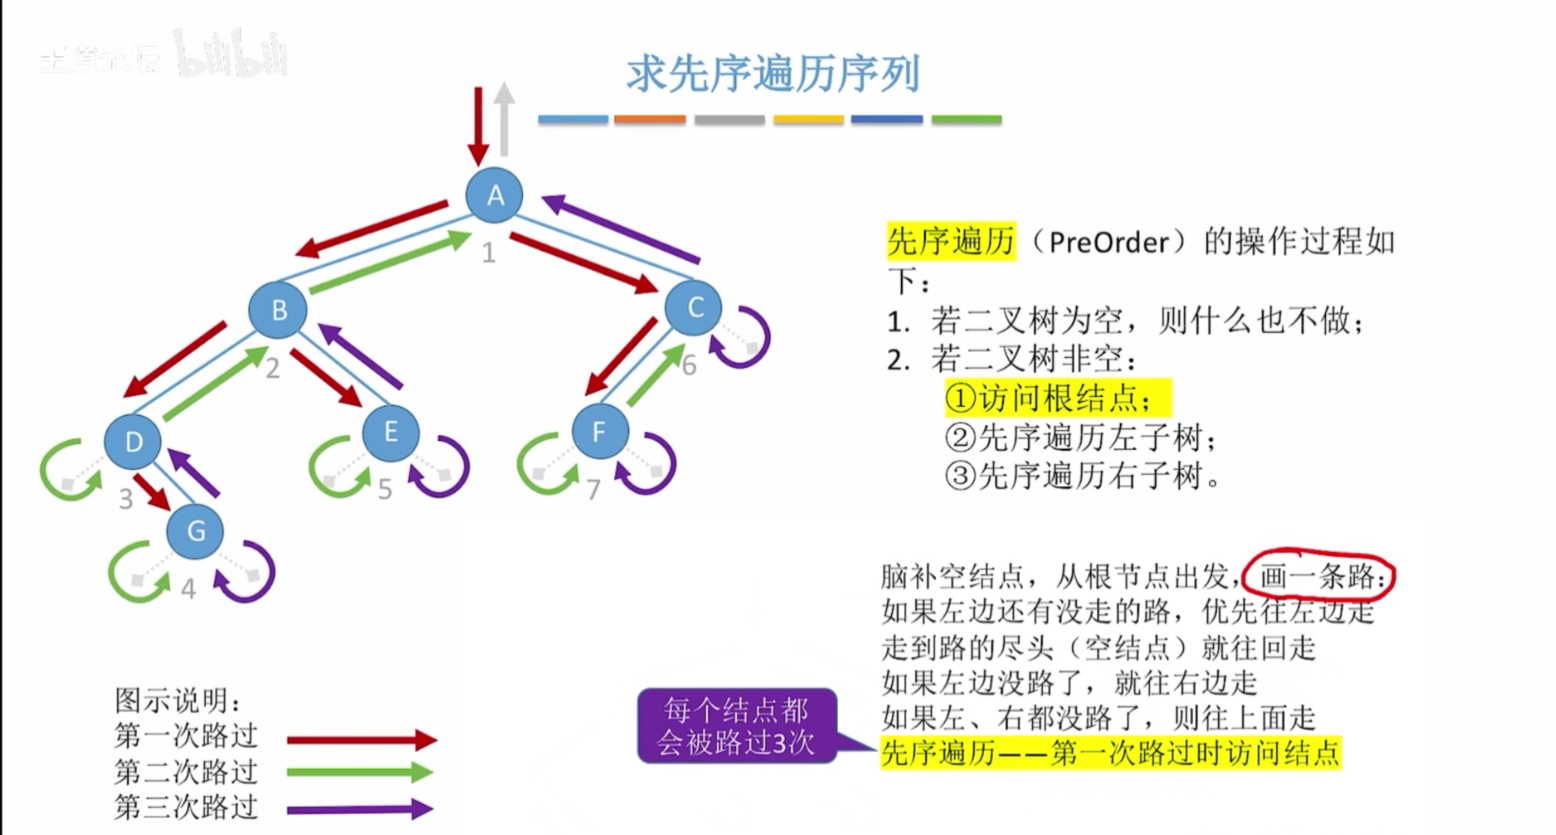 bilibili
求先序遍历序列
A
1
B
2
C
6
D
3
E
5
F
7
G
4
先序遍历（PreOrder）的操作过程如
下：
1. 若二叉树为空，则什么也不做；
2. 若二叉树非空：
①访问根结点；
②先序遍历左子树；
③先序遍历右子树。
脑补空结点，从根节点出发，画一条路：
如果左边还有没走的路，优先往左边走
走到路的尽头（空结点）就往回走
如果左边没路了，就往右边走
如果左、右都没路了，则往上面走
先序遍历——第一次路过时访问结点
每个结点都
会被路过3次
图示说明：
第一次路过
第二次路过
第三次路过